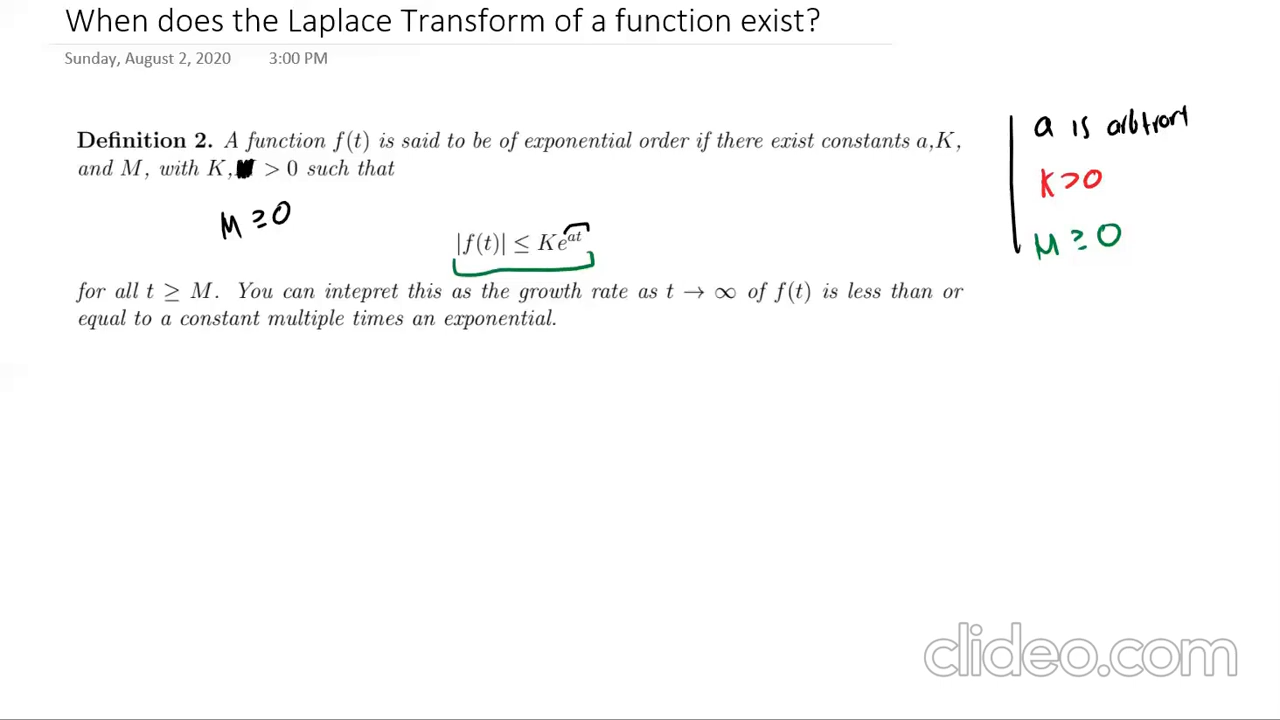 When does the Laplace Transform of a function exist?
Sunday, August 2, 2020 3:00 PM
Definition 2. A function f(t) is said to be of exponential order if there exist constants a,K,
and M, with K, > 0 such that
M ≥ 0
|f(t)| ≤ Ke^{at}
for all t ≥ M. You can intepret this as the growth rate as t → ∞ of f(t) is less than or
equal to a constant multiple times an exponential.
a is arbtrart
K>0
M ≥ 0
clideo.com